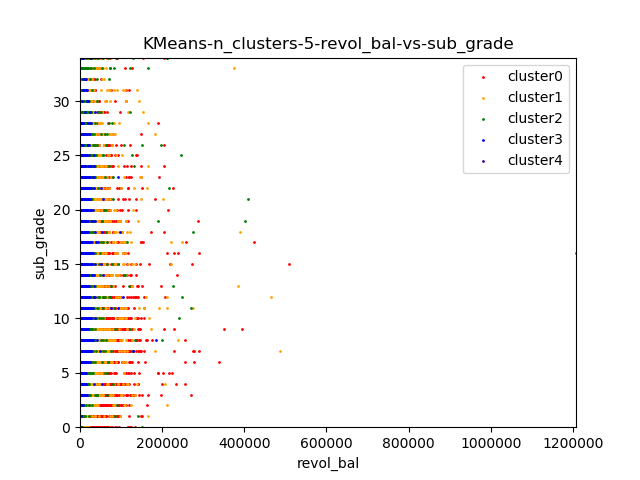 KMeans-n_clusters-5-revol_bal-vs-sub_grade
cluster0
cluster1
cluster2
cluster3
cluster4
30
25
20
15
10
5
0
sub_grade
0
200000
400000
600000
800000
1000000
1200000
revol_bal